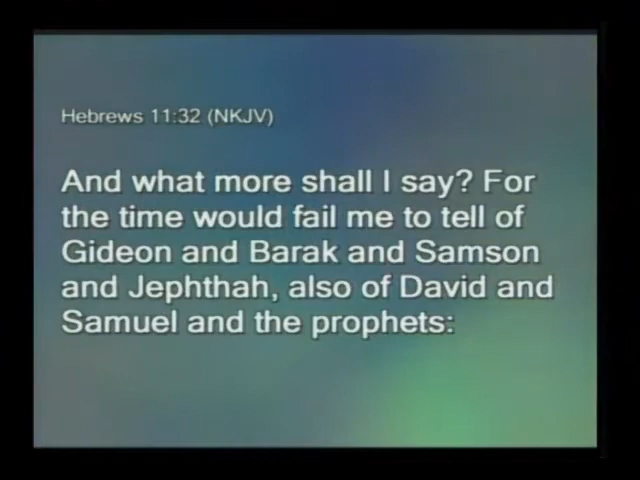 Hebrews 11:32 (NKJV)
And what more shall I say? For
the time would fail me to tell of
Gideon and Barak and Samson
and Jephthah, also of David and
Samuel and the prophets: